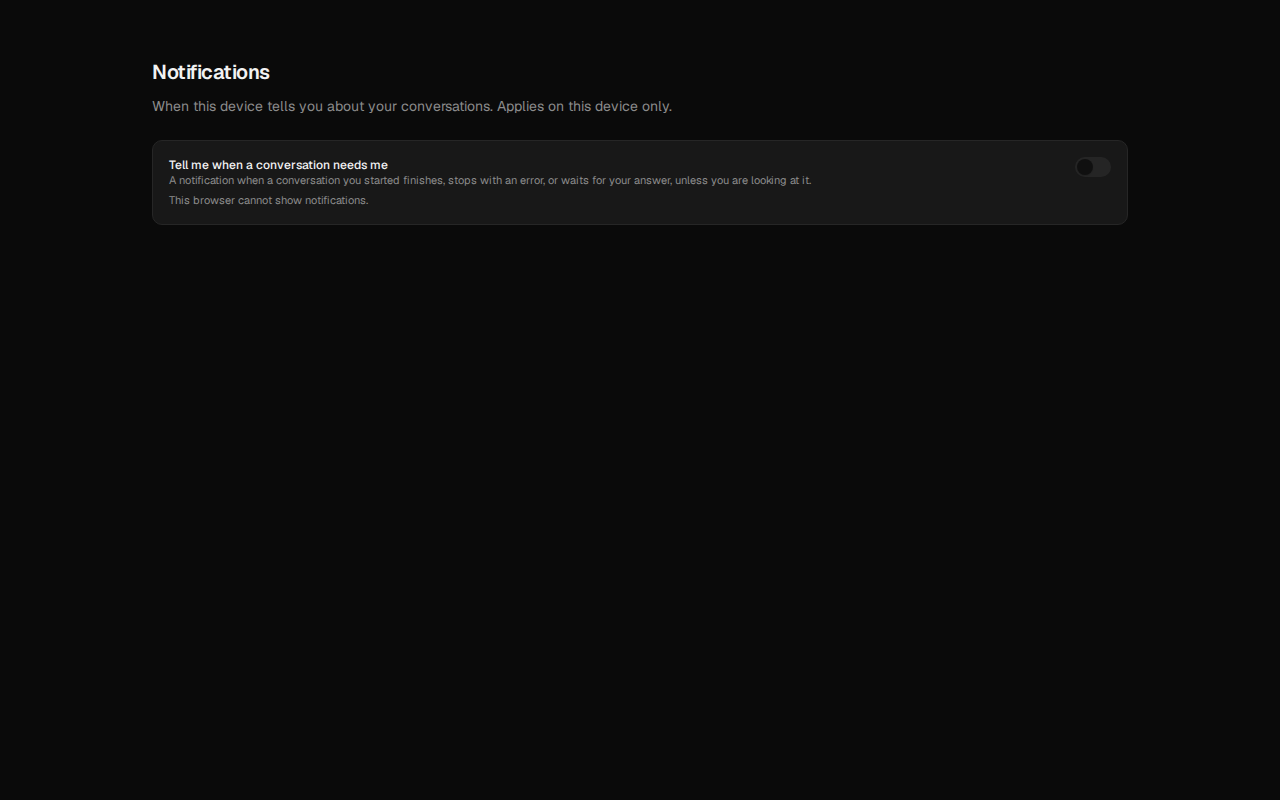 Notifications
When this device tells you about your conversations. Applies on this device only.
Tell me when a conversation needs me
A notification when a conversation you started finishes, stops with an error, or waits for your answer, unless you are looking at it.
This browser cannot show notifications.